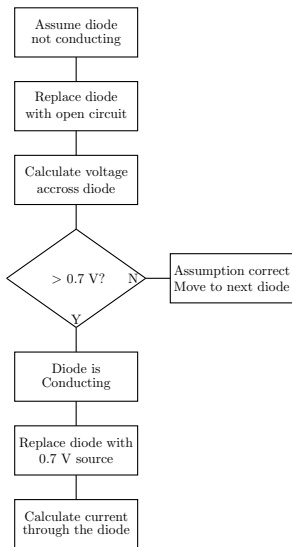 Assume diode
not conducting
Replace diode
with open circuit
Calculate voltage
accross diode
> 0.7 V?
N
Assumption correct
Move to next diode
Y
Diode is
Conducting
Replace diode with
0.7 V source
Calculate current
through the diode